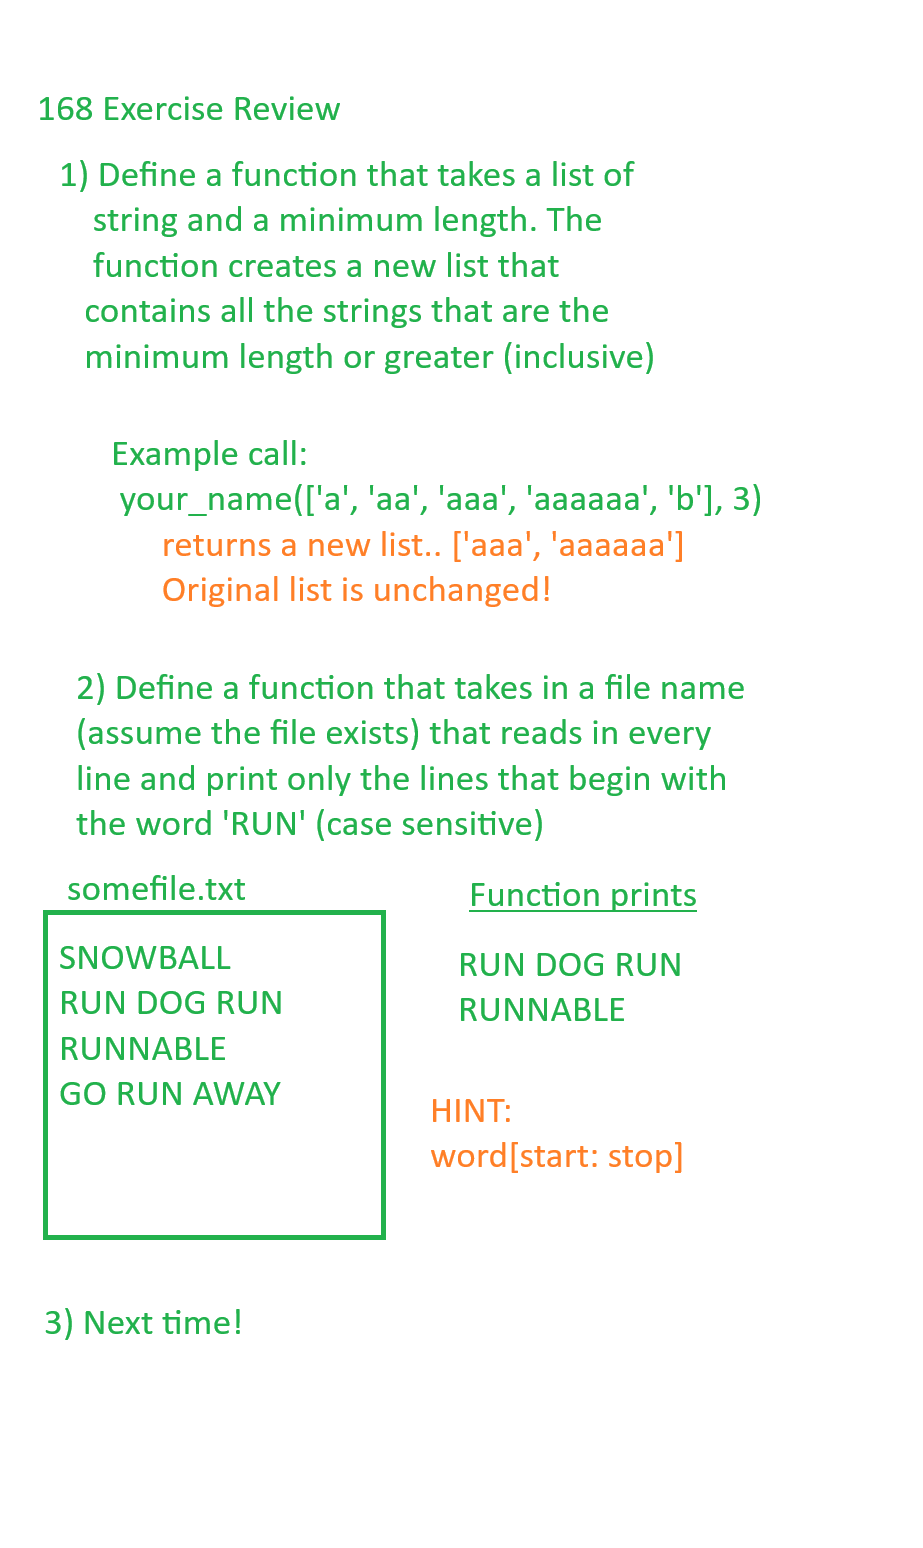 168 Exercise Review
1) Define a function that takes a list of
string and a minimum length. The
function creates a new list that
contains all the strings that are the
minimum length or greater (inclusive)
Example call:
your_name(['a', 'aa', 'aaa', 'aaaaaa', 'b'], 3)
returns a new list.. ['aaa', 'aaaaaa']
Original list is unchanged!
2) Define a function that takes in a file name
(assume the file exists) that reads in every
line and print only the lines that begin with
the word 'RUN' (case sensitive)
somefile.txt
SNOWBALL
RUN DOG RUN
RUNNABLE
GO RUN AWAY
Function prints
RUN DOG RUN
RUNNABLE
HINT:
word[start: stop]
3) Next time!